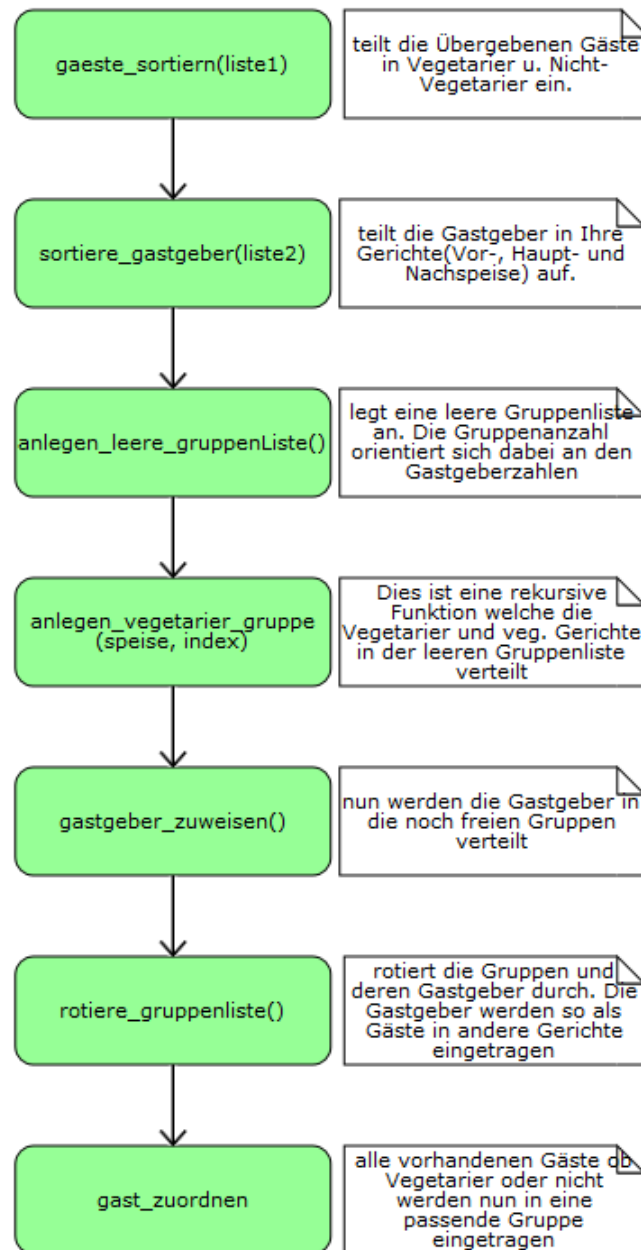 gaeste_sortiern(liste1)
teilt die Übergebenen Gäste
in Vegetarier u. Nicht-
Vegetarier ein.
sortiere_gastgeber(liste2)
teilt die Gastgeber in Ihre
Gerichte(Vor-, Haupt- und
Nachspeise) auf.
anlegen_leere_gruppenListe()
legt eine leere Gruppenliste
an. Die Gruppenanzahl
orientiert sich dabei an den
Gastgeberzahlen
anlegen_vegetarier_gruppe
(speise, index)
Dies ist eine rekursive
Funktion welche die
Vegetarier und veg. Gerichte
in der leeren Gruppenliste
verteilt
gastgeber_zuweisen()
nun werden die Gastgeber in
die noch freien Gruppen
verteilt
rotiere_gruppenliste()
rotiert die Gruppen und
deren Gastgeber durch. Die
Gastgeber werden so als
Gäste in andere Gerichte
eingetragen
gast_zuordnen
alle vorhandenen Gäste ob
Vegetarier oder nicht
werden nun in eine
passende Gruppe
eingetragen